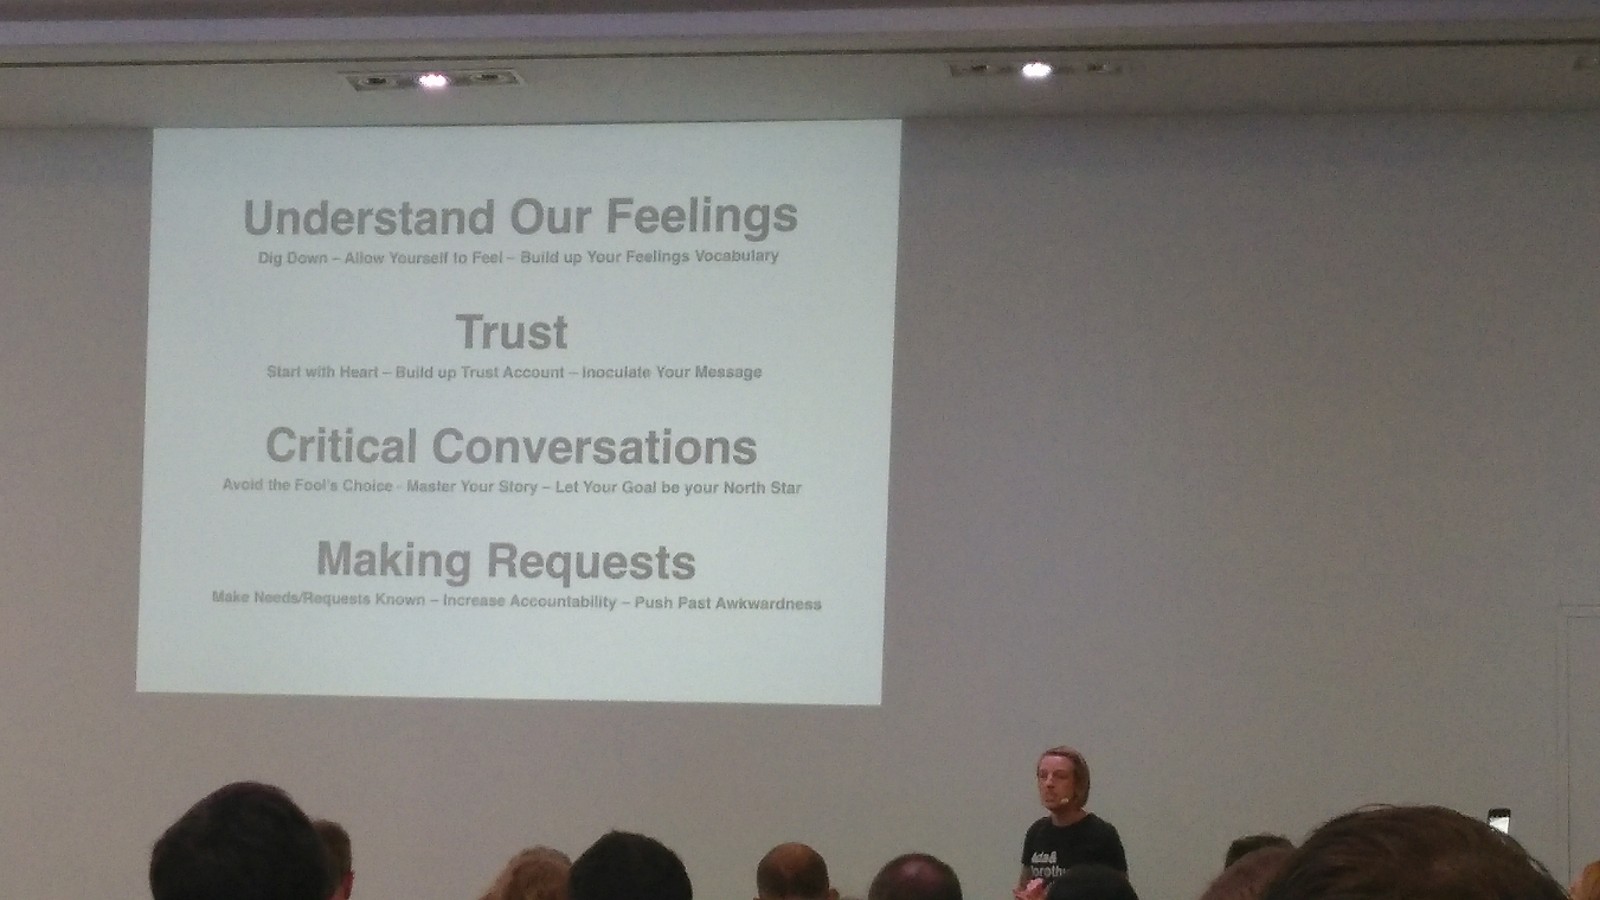 Understand Our Feelings
Dig Down – Allow Yourself to Feel – Build up Your Feelings Vocabulary
Trust
Start with Heart – Build up Trust Account – Inoculate Your Message
Critical Conversations
Avoid the Fool's Choice - Master Your Story – Let Your Goal be your North Star
Making Requests
Make Needs/Requests Known – Increase Accountability – Push Past Awkwardness